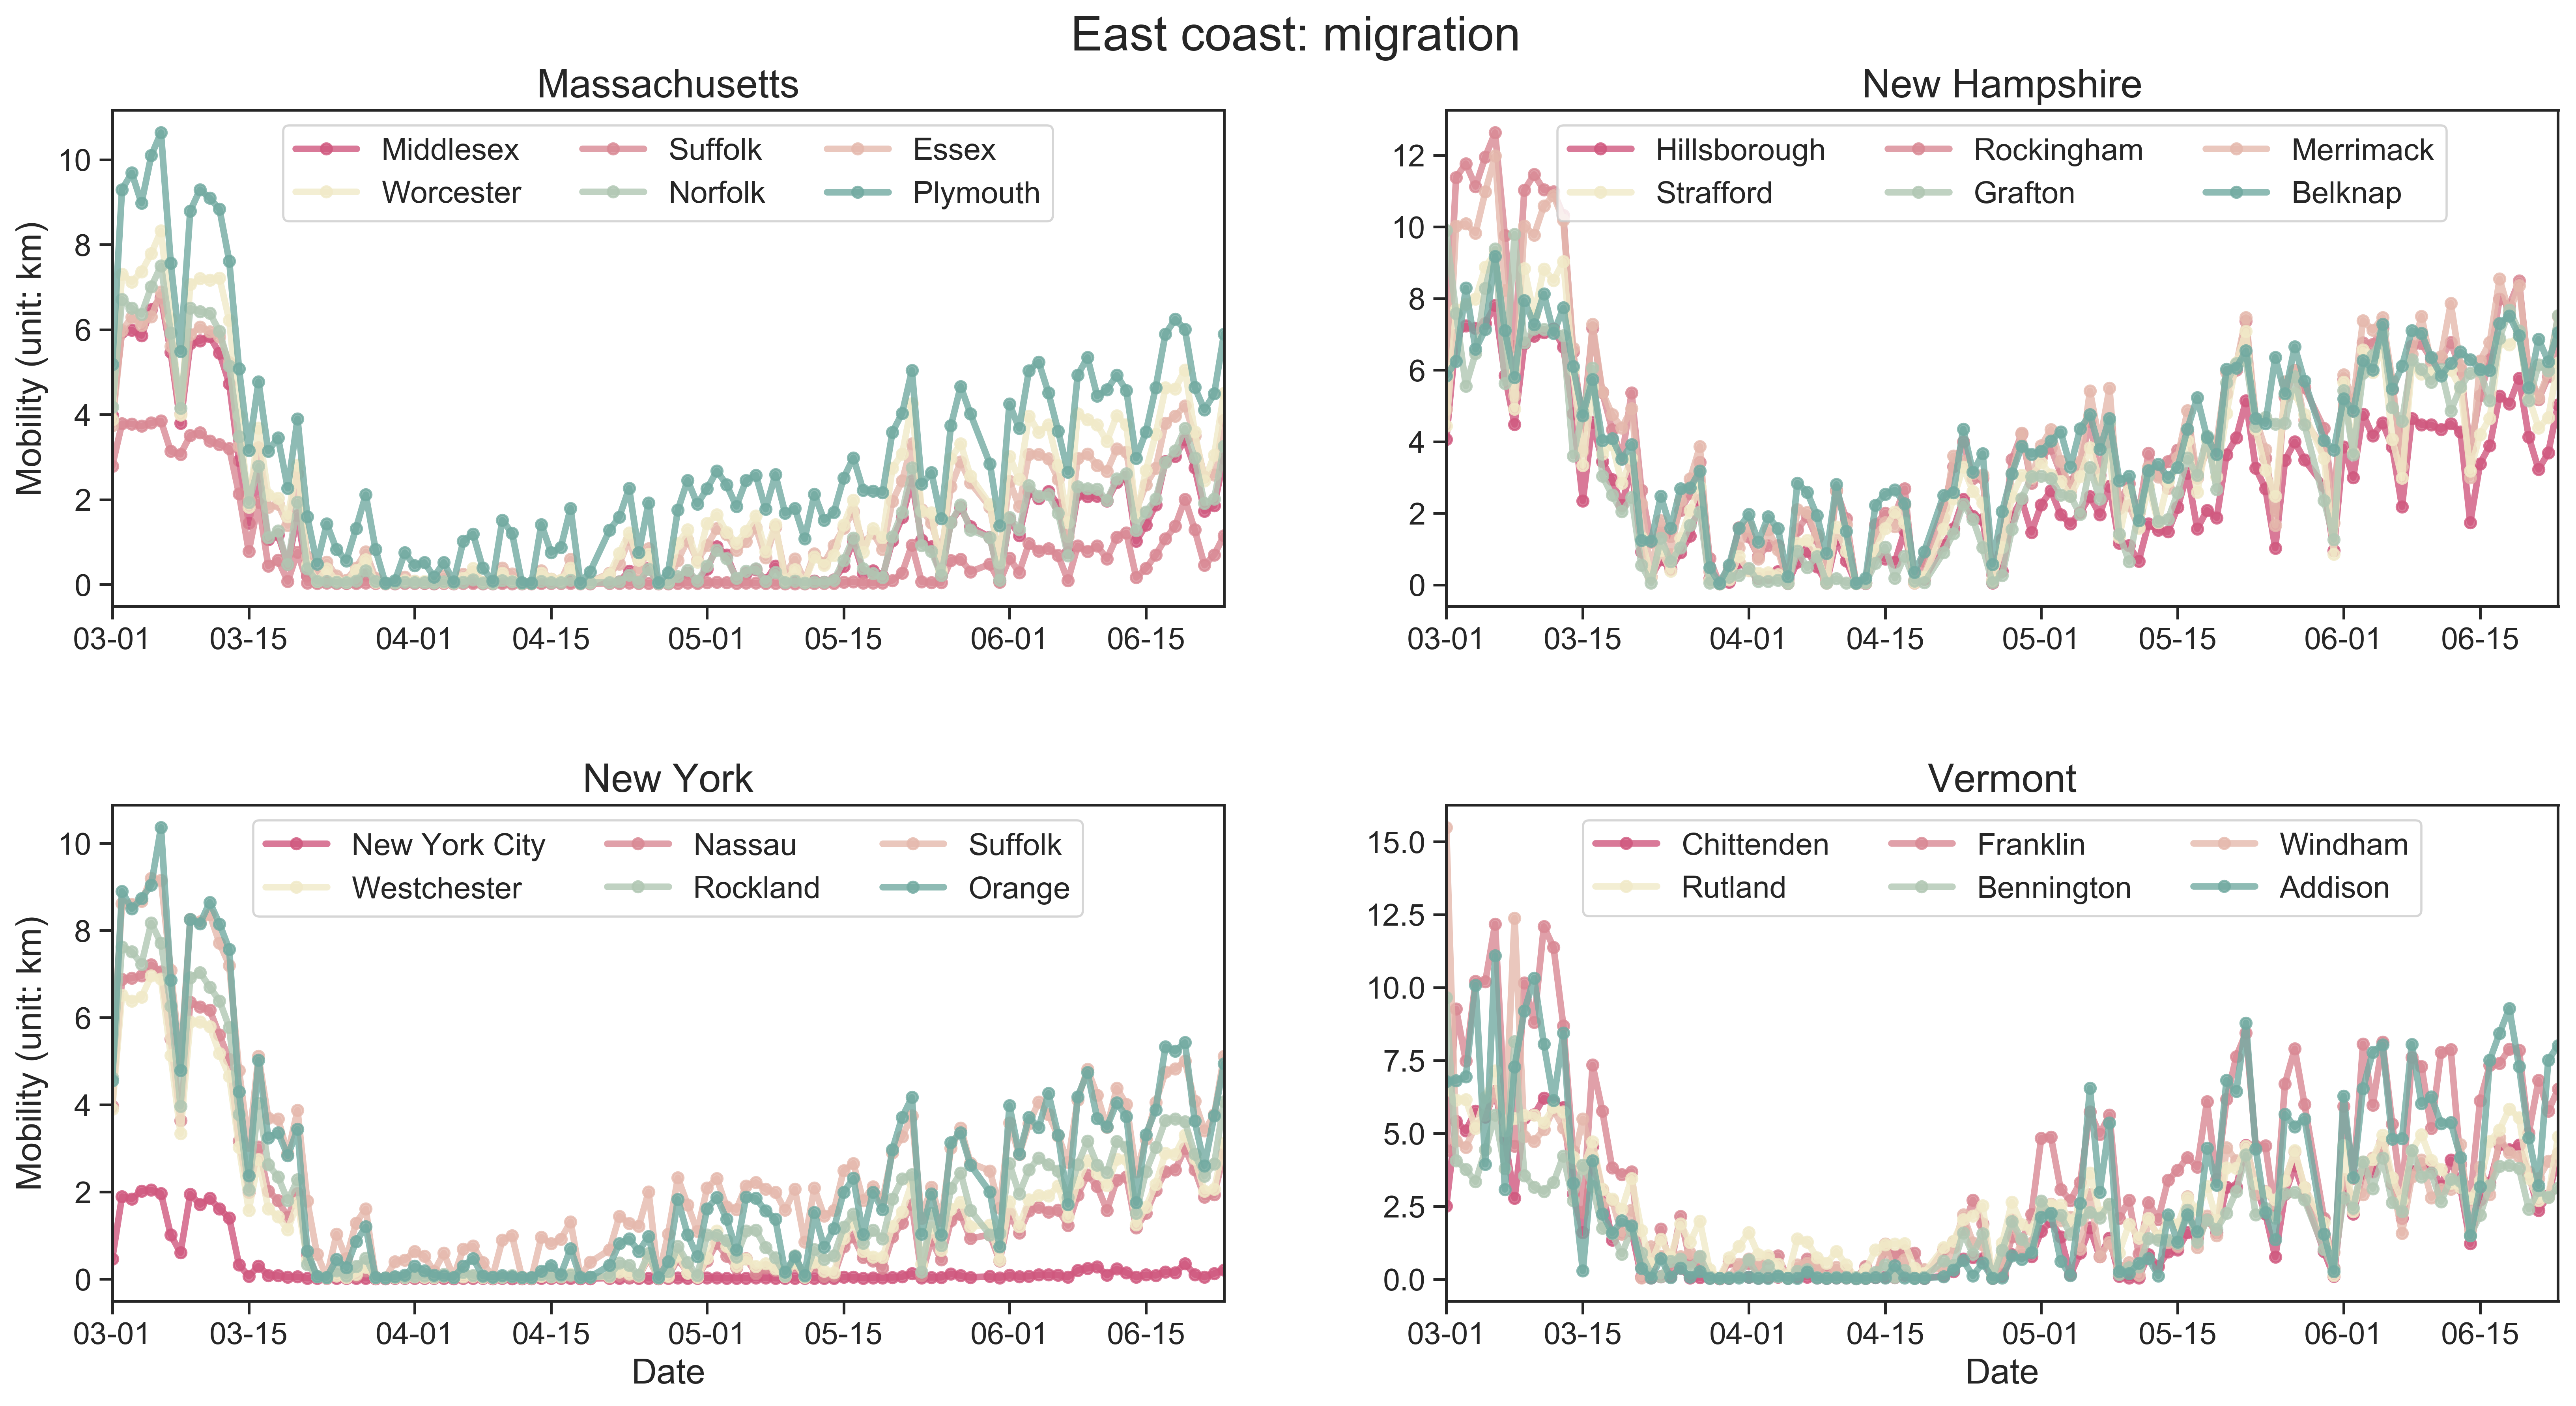 East coast: migration
Massachusetts
Mobility (unit: km)
10
8
6
4
2
0
Middlesex Suffolk Essex
Worcester Norfolk Plymouth
03-01 03-15 04-01 04-15 05-01 05-15 06-01 06-15
New Hampshire
12
10
8
6
4
2
0
Hillsborough Rockingham Merrimack
Strafford Grafton Belknap
03-01 03-15 04-01 04-15 05-01 05-15 06-01 06-15
New York
Mobility (unit: km)
10
8
6
4
2
0
New York City Nassau Suffolk
Westchester Rockland Orange
03-01 03-15 04-01 04-15 05-01 05-15 06-01 06-15
Date
Vermont
15.0
12.5
10.0
7.5
5.0
2.5
0.0
Chittenden Franklin Windham
Rutland Bennington Addison
03-01 03-15 04-01 04-15 05-01 05-15 06-01 06-15
Date